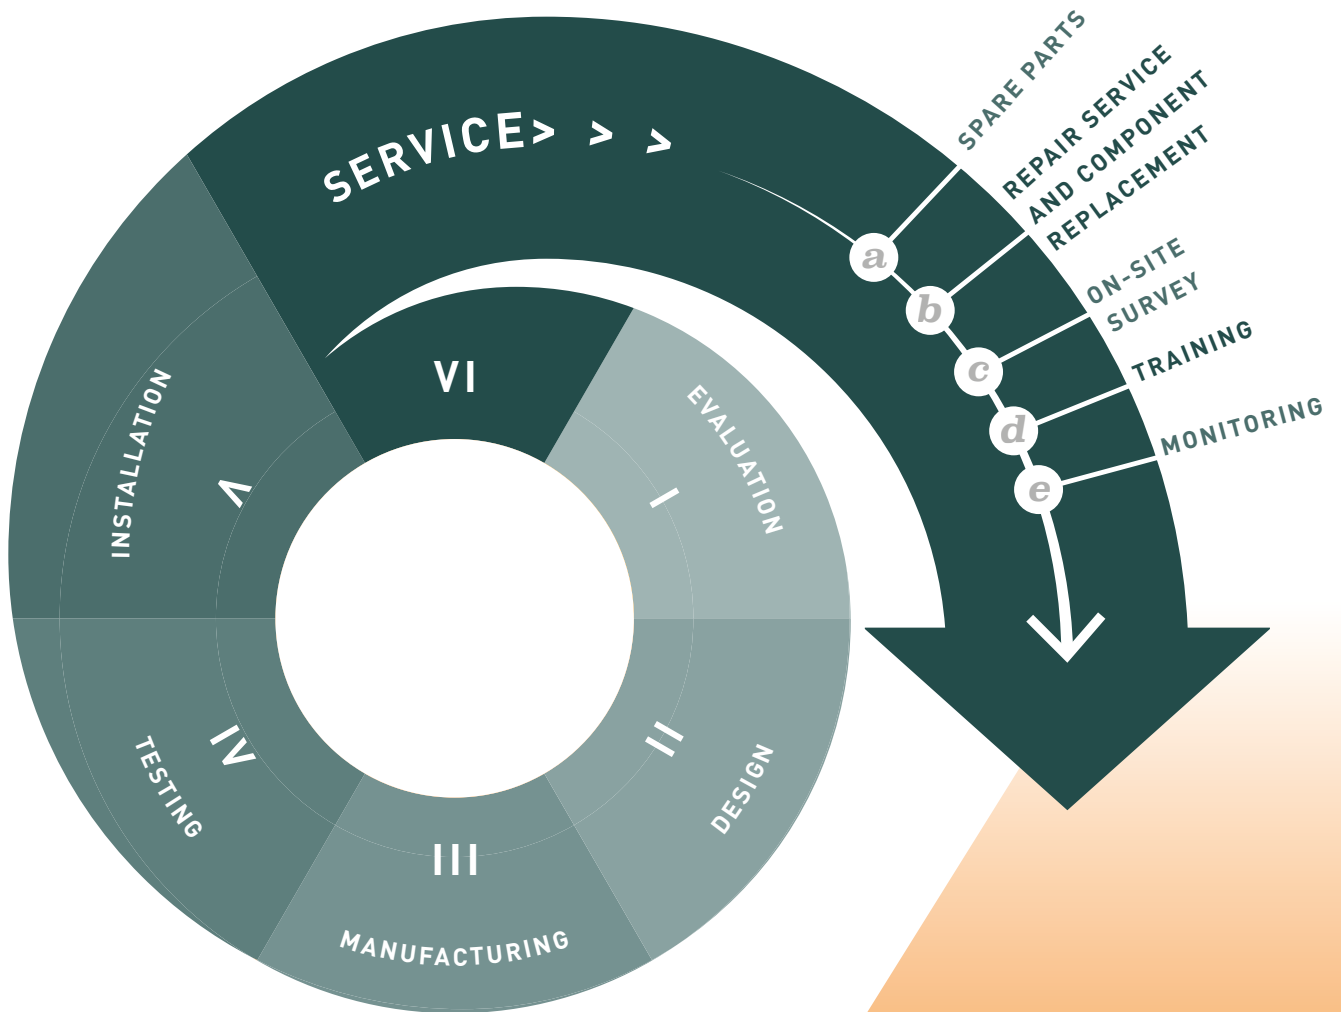 SERVICE> > >
a
SPARE PARTS
b
REPAIR SERVICE
AND COMPONENT
REPLACEMENT
c
ON-SITE
SURVEY
d
TRAINING
e
MONITORING
I
EVALUATION
II
DESIGN
III
MANUFACTURING
IV
TESTING
V
INSTALLATION
VI